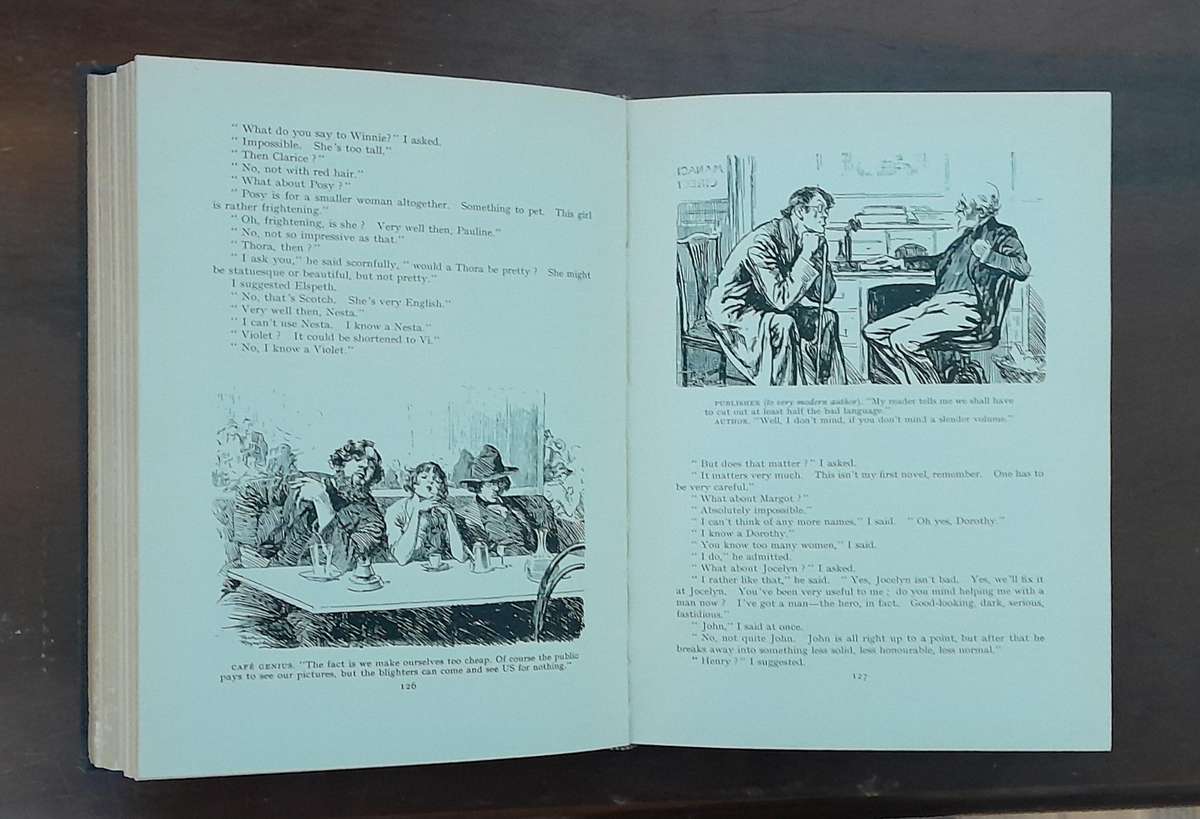 “ What do you say to Winnie?” I asked.
“ Impossible. She's too tall.”
“ Then Clarice ?”
“ No, not with red hair.”
“ What about Posy ?”
“ Posy is for a smaller woman altogether. Something to pet. This girl
is rather frightening.”
“ Oh, frightening, is she ? Very well then, Pauline.”
“ No, not so impressive as that.”
“ Thora, then ?”
“ I ask you,” he said scornfully, “ would a Thora be pretty ? She might
be statuesque or beautiful, but not pretty.”
I suggested Elspeth.
“ No, that's Scotch. She's very English.”
“ Very well then, Nesta.”
“ I can't use Nesta. I know a Nesta.”
“ Violet ? It could be shortened to Vi.”
“ No, I know a Violet.”
CAFÉ GENIUS. “The fact is we make ourselves too cheap. Of course the public
pays to see our pictures, but the blighters can come and see US for nothing.”
126
PUBLISHER (to very modern author). “My reader tells me we shall have
to cut out at least half the bad language.”
AUTHOR. “Well, I don't mind, if you don't mind a slender volume.”
“ But does that matter ?” I asked.
“ It matters very much. This isn't my first novel, remember. One has to
be very careful.”
“ What about Margot ?”
“ Absolutely impossible.”
“ I can't think of any more names,” I said. “ Oh yes, Dorothy.”
“ I know a Dorothy.”
“ You know too many women,” I said.
“ I do,” he admitted.
“ What about Jocelyn ?” I asked.
“ I rather like that,” he said. “ Yes, Jocelyn isn't bad. Yes, we'll fix it
at Jocelyn. You've been very useful to me ; do you mind helping me with a
man now ? I've got a man—the hero, in fact. Good-looking, dark, serious,
fastidious.”
“ John,” I said at once.
“ No, not quite John. John is all right up to a point, but after that he
breaks away into something less solid, less honourable, less normal.”
“ Henry ?” I suggested.
127